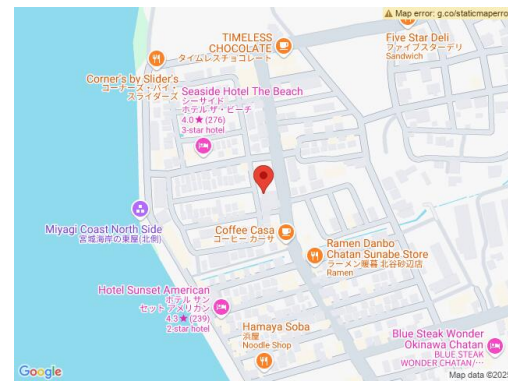 Map error: g.co/staticmaperro
TIMELESS
CHOCOLATE
タイムレスチョコレート
Five Star Deli
ファイブスターデリ
Sandwich
Corner's by Slider's
コーナーズ・バイ・
スライダーズ
Seaside Hotel The Beach
シーサイド
ホテル ザ・ビーチ
4.0★(276)
3-star hotel
Miyagi Coast North Side
宮城海岸の東屋(北側)
Coffee Casa
コーヒー カーサ
Ramen Danbo
Chatan Sunabe Store
ラーメン暖暮 北谷砂辺店
Ramen
Hotel Sunset American
ホテル サン
セット アメリカン
4.3★(239)
2-star hotel
Hamaya Soba
浜屋
Noodle Shop
Blue Steak Wonder
Okinawa Chatan
BLUE STEAK
WONDER CHATAN/…
Google
Map data ©2025